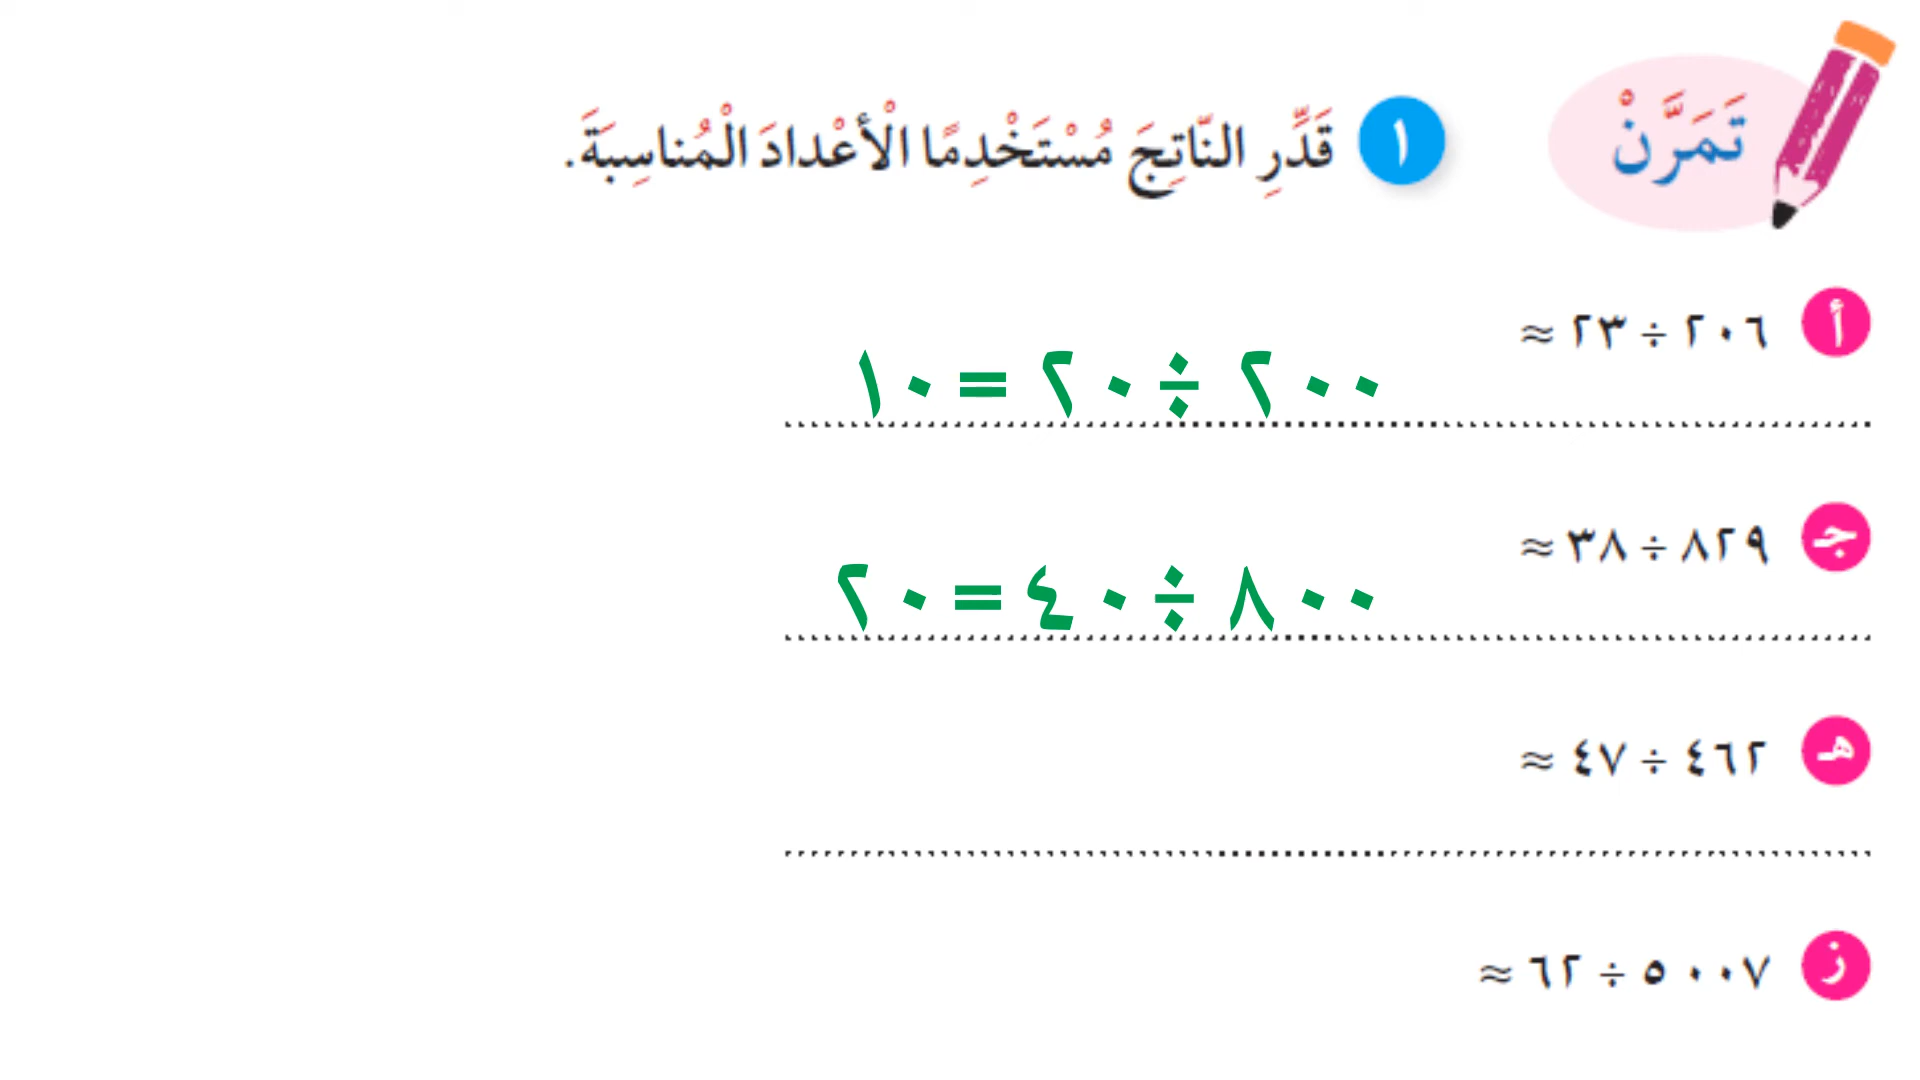 تَمَرَّنْ
١ قَدِّرِ النّاتِجَ مُسْتَخْدِمًا الْأَعْدادَ الْمُناسِبَةَ.
أ ٢٠٦ ÷ ٢٣ ≈
٢٠٠ ÷ ٢٠ = ١٠
جـ ٨٢٩ ÷ ٣٨ ≈
٨٠٠ ÷ ٤٠ = ٢٠
هـ ٤٦٢ ÷ ٤٧ ≈
ز ٥٠٠٧ ÷ ٦٢ ≈